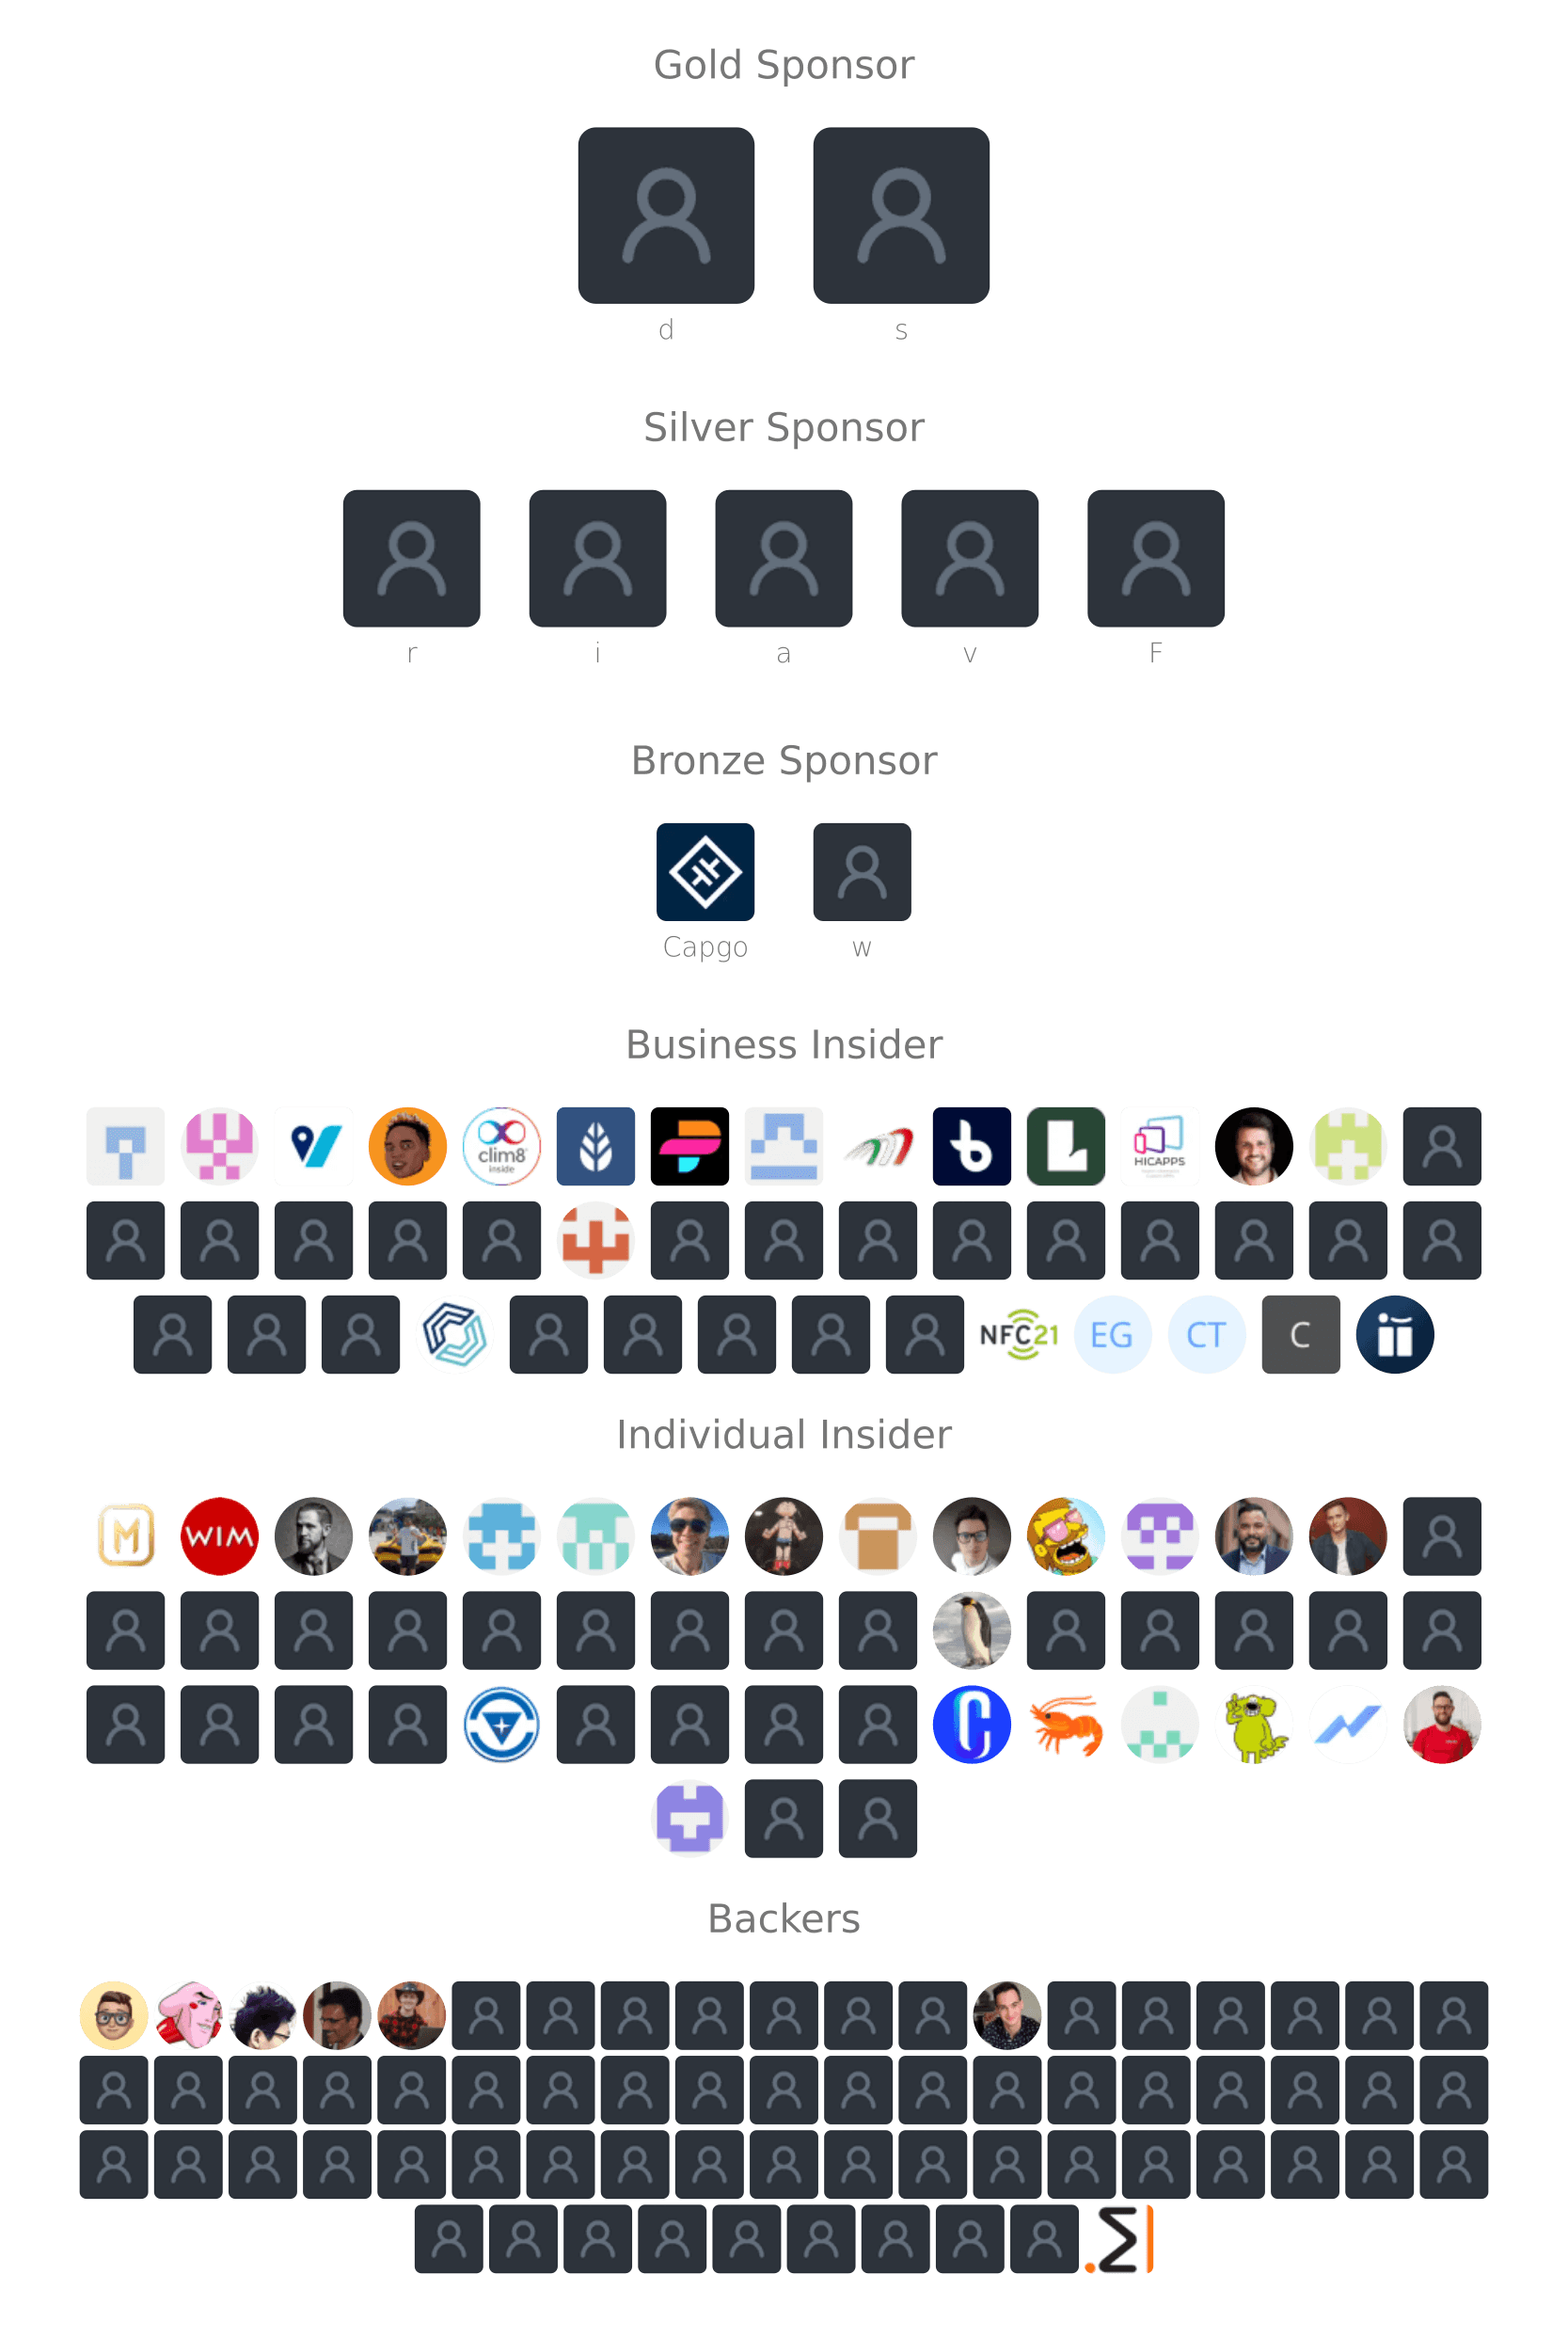 Gold Sponsor
d s
Silver Sponsor
r i a v F
Bronze Sponsor
Capgo w
Business Insider
clim8
inside
HICAPPS
NFC21 EG CT C
Individual Insider
M WIM
Backers